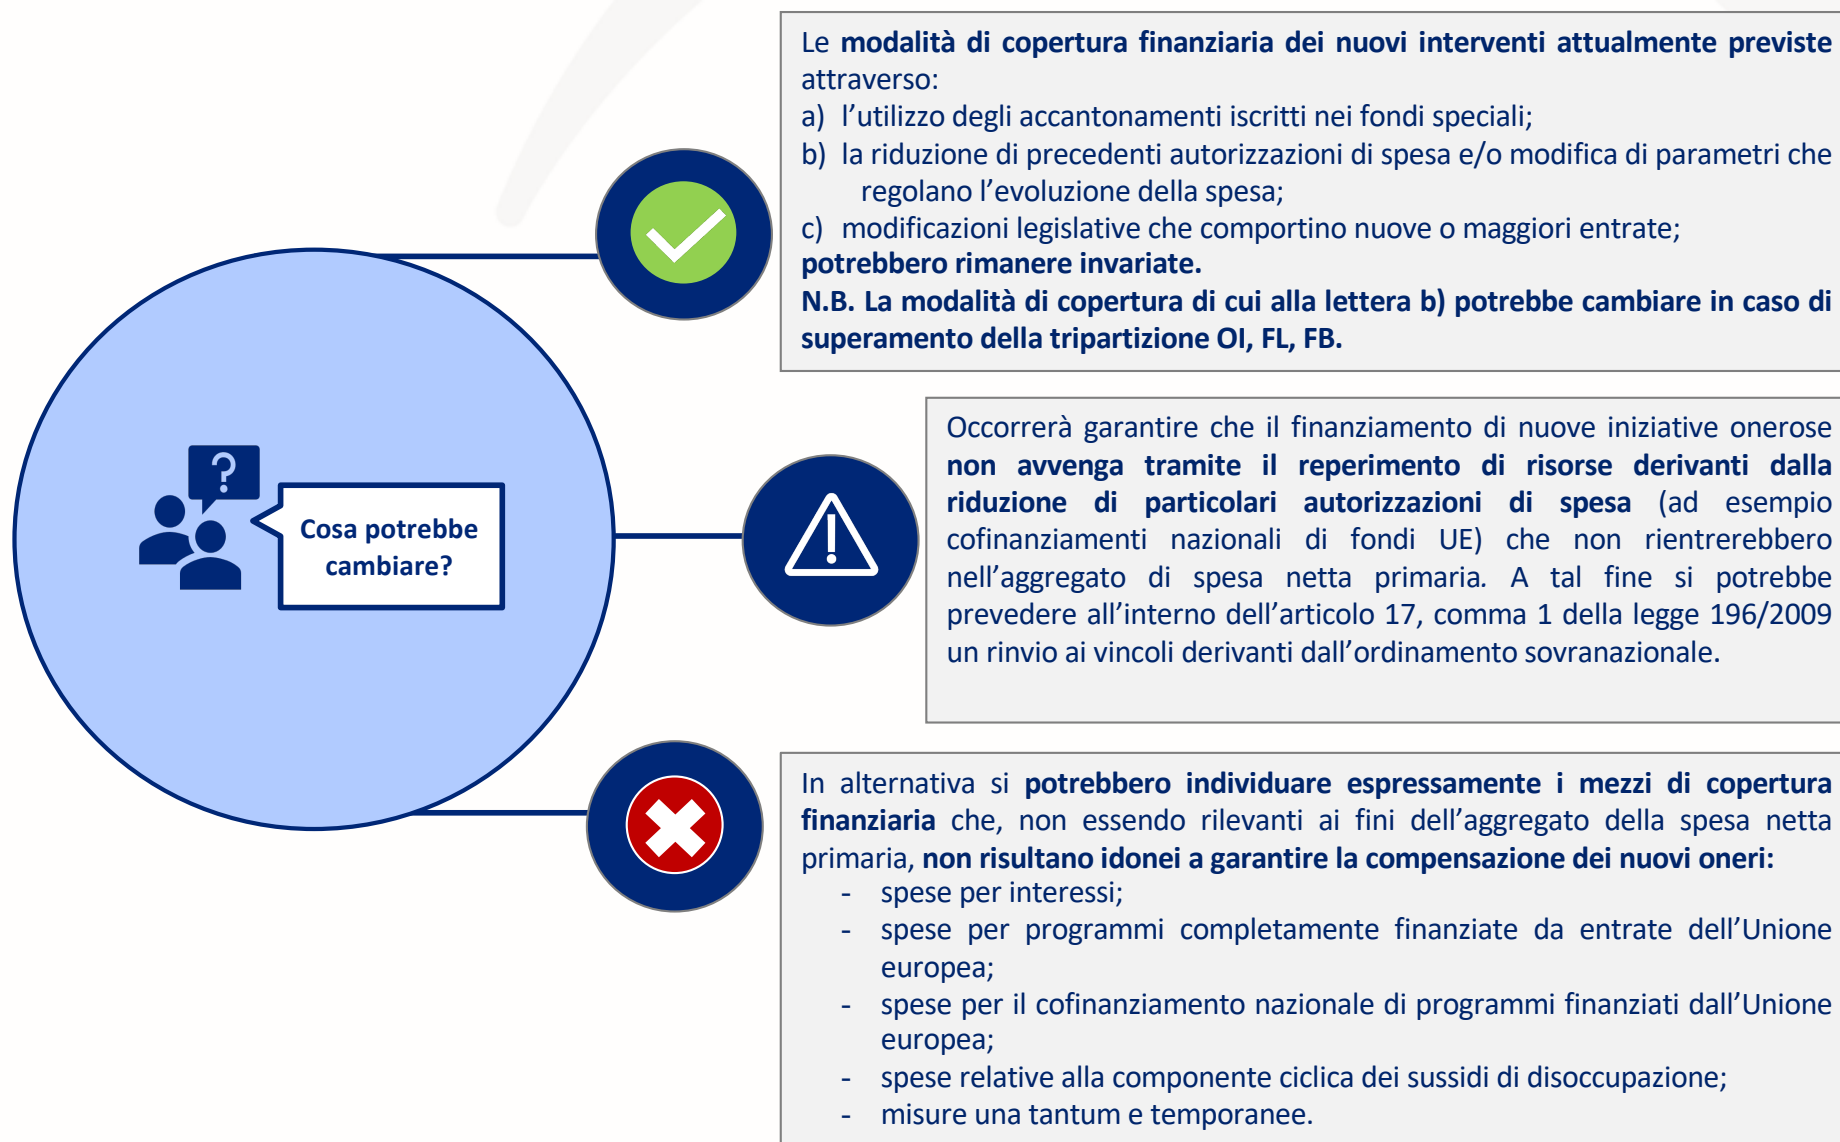 Le modalità di copertura finanziaria dei nuovi interventi attualmente previste
attraverso:
a) l’utilizzo degli accantonamenti iscritti nei fondi speciali;
b) la riduzione di precedenti autorizzazioni di spesa e/o modifica di parametri che
regolano l’evoluzione della spesa;
c) modificazioni legislative che comportino nuove o maggiori entrate;
potrebbero rimanere invariate.
N.B. La modalità di copertura di cui alla lettera b) potrebbe cambiare in caso di
superamento della tripartizione OI, FL, FB.
?
Cosa potrebbe
cambiare?
Occorrerà garantire che il finanziamento di nuove iniziative onerose
non avvenga tramite il reperimento di risorse derivanti dalla
riduzione di particolari autorizzazioni di spesa (ad esempio
cofinanziamenti nazionali di fondi UE) che non rientrerebbero
nell’aggregato di spesa netta primaria. A tal fine si potrebbe
prevedere all’interno dell’articolo 17, comma 1 della legge 196/2009
un rinvio ai vincoli derivanti dall’ordinamento sovranazionale.
In alternativa si potrebbero individuare espressamente i mezzi di copertura
finanziaria che, non essendo rilevanti ai fini dell’aggregato della spesa netta
primaria, non risultano idonei a garantire la compensazione dei nuovi oneri:
- spese per interessi;
- spese per programmi completamente finanziate da entrate dell’Unione
europea;
- spese per il cofinanziamento nazionale di programmi finanziati dall’Unione
europea;
- spese relative alla componente ciclica dei sussidi di disoccupazione;
- misure una tantum e temporanee.